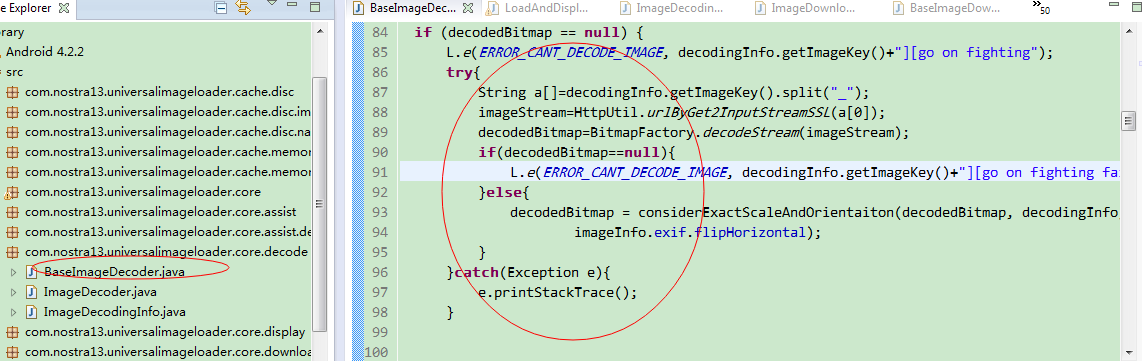 e Explorer
rary
Android 4.2.2
src
com.nostra13.universalimageloader.cache.disc
com.nostra13.universalimageloader.cache.disc.im
com.nostra13.universalimageloader.cache.disc.na
com.nostra13.universalimageloader.cache.memor
com.nostra13.universalimageloader.cache.memor
com.nostra13.universalimageloader.core
com.nostra13.universalimageloader.core.assist
com.nostra13.universalimageloader.core.assist.de
com.nostra13.universalimageloader.core.decode
BaseImageDecoder.java
ImageDecoder.java
ImageDecodingInfo.java
com.nostra13.universalimageloader.core.display
com.nostra13.universalimageloader.core.downloa
BaseImageDec... LoadAndDispl... ImageDecodin... ImageDownlo... BaseImageDow... »50
84 if (decodedBitmap == null) {
85 L.e(ERROR_CANT_DECODE_IMAGE, decodingInfo.getImageKey()+"][go on fighting");
86 try{
87 String a[]=decodingInfo.getImageKey().split("_");
88 imageStream=HttpUtil.urlByGet2InputStreamSSL(a[0]);
89 decodedBitmap=BitmapFactory.decodeStream(imageStream);
90 if(decodedBitmap==null){
91 L.e(ERROR_CANT_DECODE_IMAGE, decodingInfo.getImageKey()+"][go on fighting fa
92 }else{
93 decodedBitmap = considerExactScaleAndOrientaiton(decodedBitmap, decodingInfo,
94 imageInfo.exif.flipHorizontal);
95 }
96 }catch(Exception e){
97 e.printStackTrace();
98 }
99
100